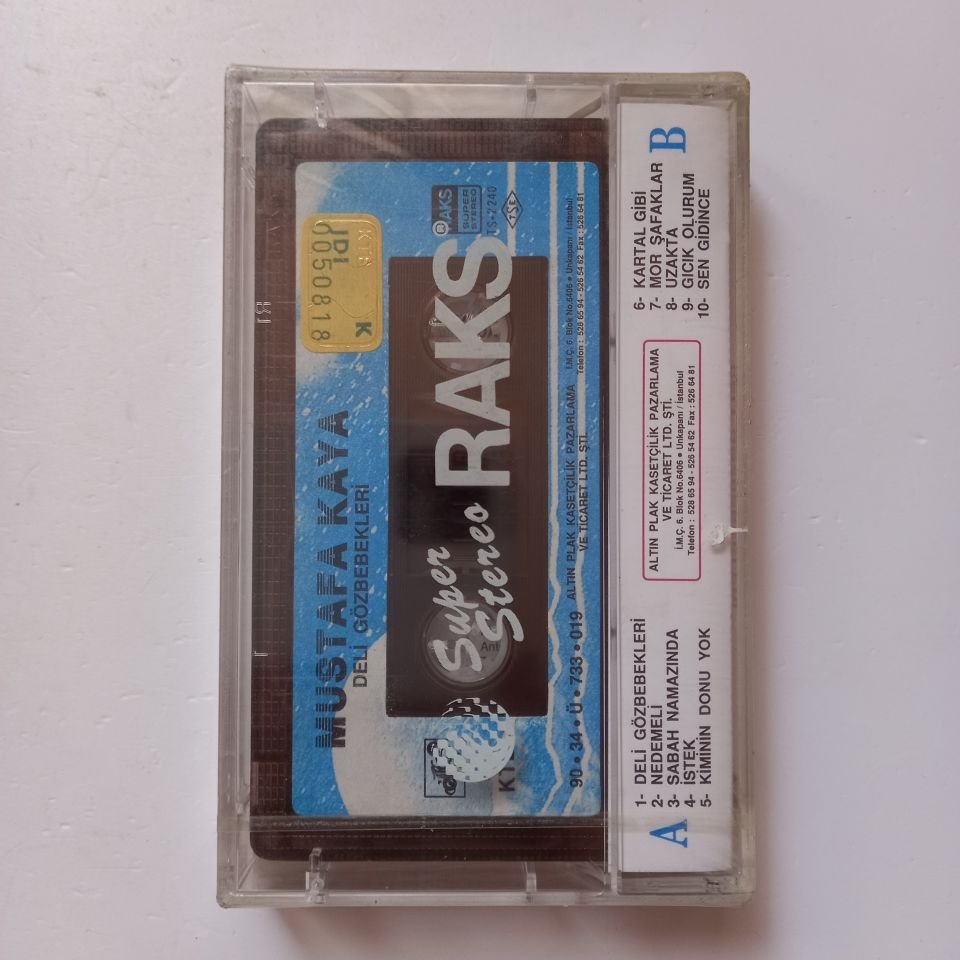 MUSTAFA KAYA
DELİ GÖZBEBEKLERİ
KTB
JDI
0050818
K
Super
Stereo
RAKS
RAKS
SUPER
STEREO
TS-2240
TSE
90 • 34 • Ü • 733 • 019
ALTIN PLAK KASETÇİLİK PAZARLAMA
VE TİCARET LTD. ŞTİ.
İ.M.Ç. 6. Blok No.6406 • Unkapanı / İstanbul
Telefon : 528 65 94 - 526 54 62 Fax : 526 64 81
A
1- DELİ GÖZBEBEKLERİ
2- NEDEMELİ
3- SABAH NAMAZINDA
4- İSTEK
5- KİMİNİN DONU YOK
ALTIN PLAK KASETÇİLİK PAZARLAMA
VE TİCARET LTD. ŞTİ.
İ.M.Ç. 6. Blok No.6406 • Unkapanı / İstanbul
Telefon : 528 65 94 - 526 54 62 Fax : 526 64 81
6- KARTAL GİBİ
7- MOR ŞAFAKLAR
8- UZAKTA
9- GICIK OLURUM
10- SEN GİDİNCE
B